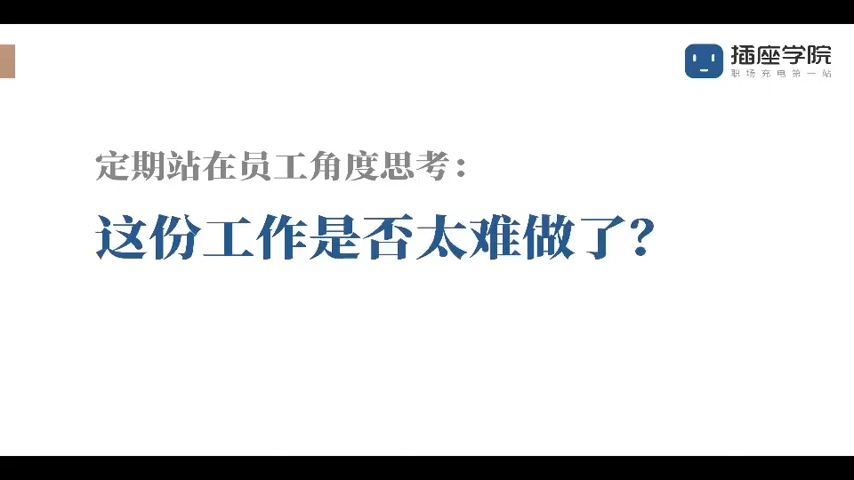 插座学院
职场充电第一站
定期站在员工角度思考：
这份工作是否太难做了？